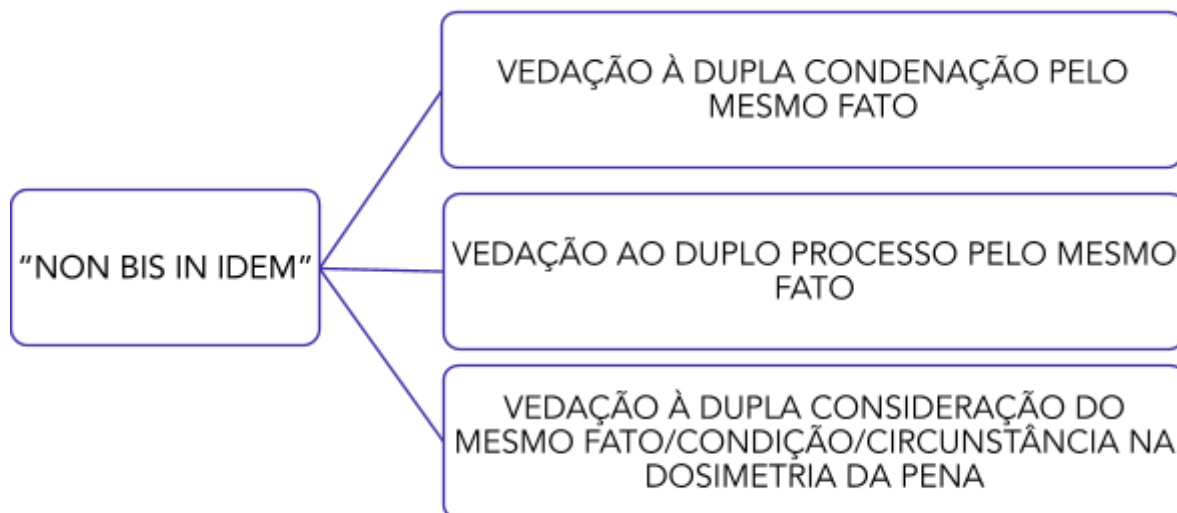 VEDAÇÃO À DUPLA CONDENAÇÃO PELO
MESMO FATO
“NON BIS IN IDEM”
VEDAÇÃO AO DUPLO PROCESSO PELO MESMO
FATO
VEDAÇÃO À DUPLA CONSIDERAÇÃO DO
MESMO FATO/CONDIÇÃO/CIRCUNSTÂNCIA NA
DOSIMETRIA DA PENA